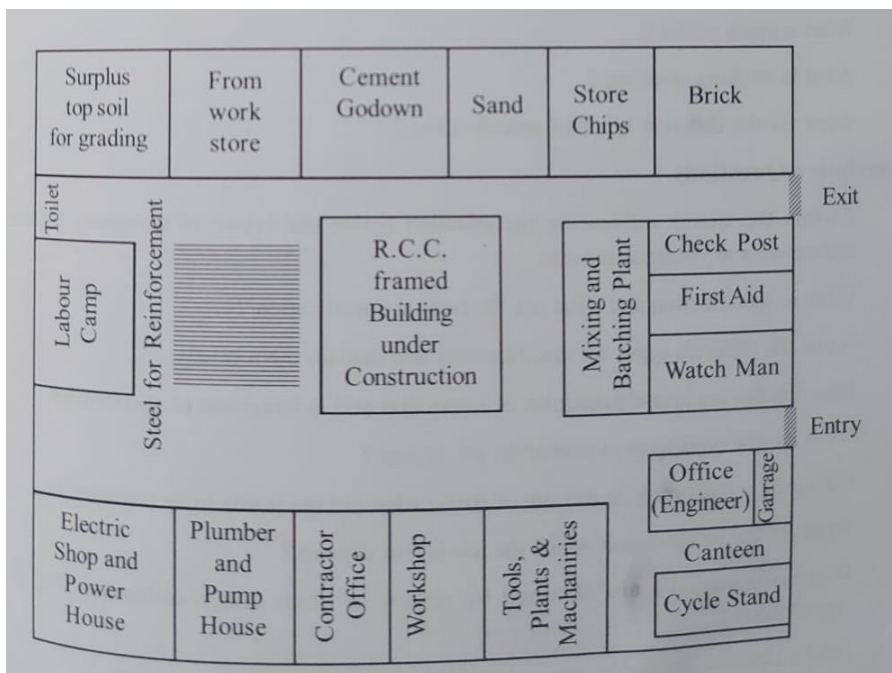 Surplus
top soil
for grading
From
work
store
Cement
Godown
Sand
Store
Chips
Brick
Exit
Toilet
Labour
Camp
Steel for Reinforcement
R.C.C.
framed
Building
under
Construction
Mixing and
Batching Plant
Check Post
First Aid
Watch Man
Entry
Office
(Engineer)
Garrage
Canteen
Cycle Stand
Electric
Shop and
Power
House
Plumber
and
Pump
House
Contractor
Office
Workshop
Tools,
Plants &
Machaniries